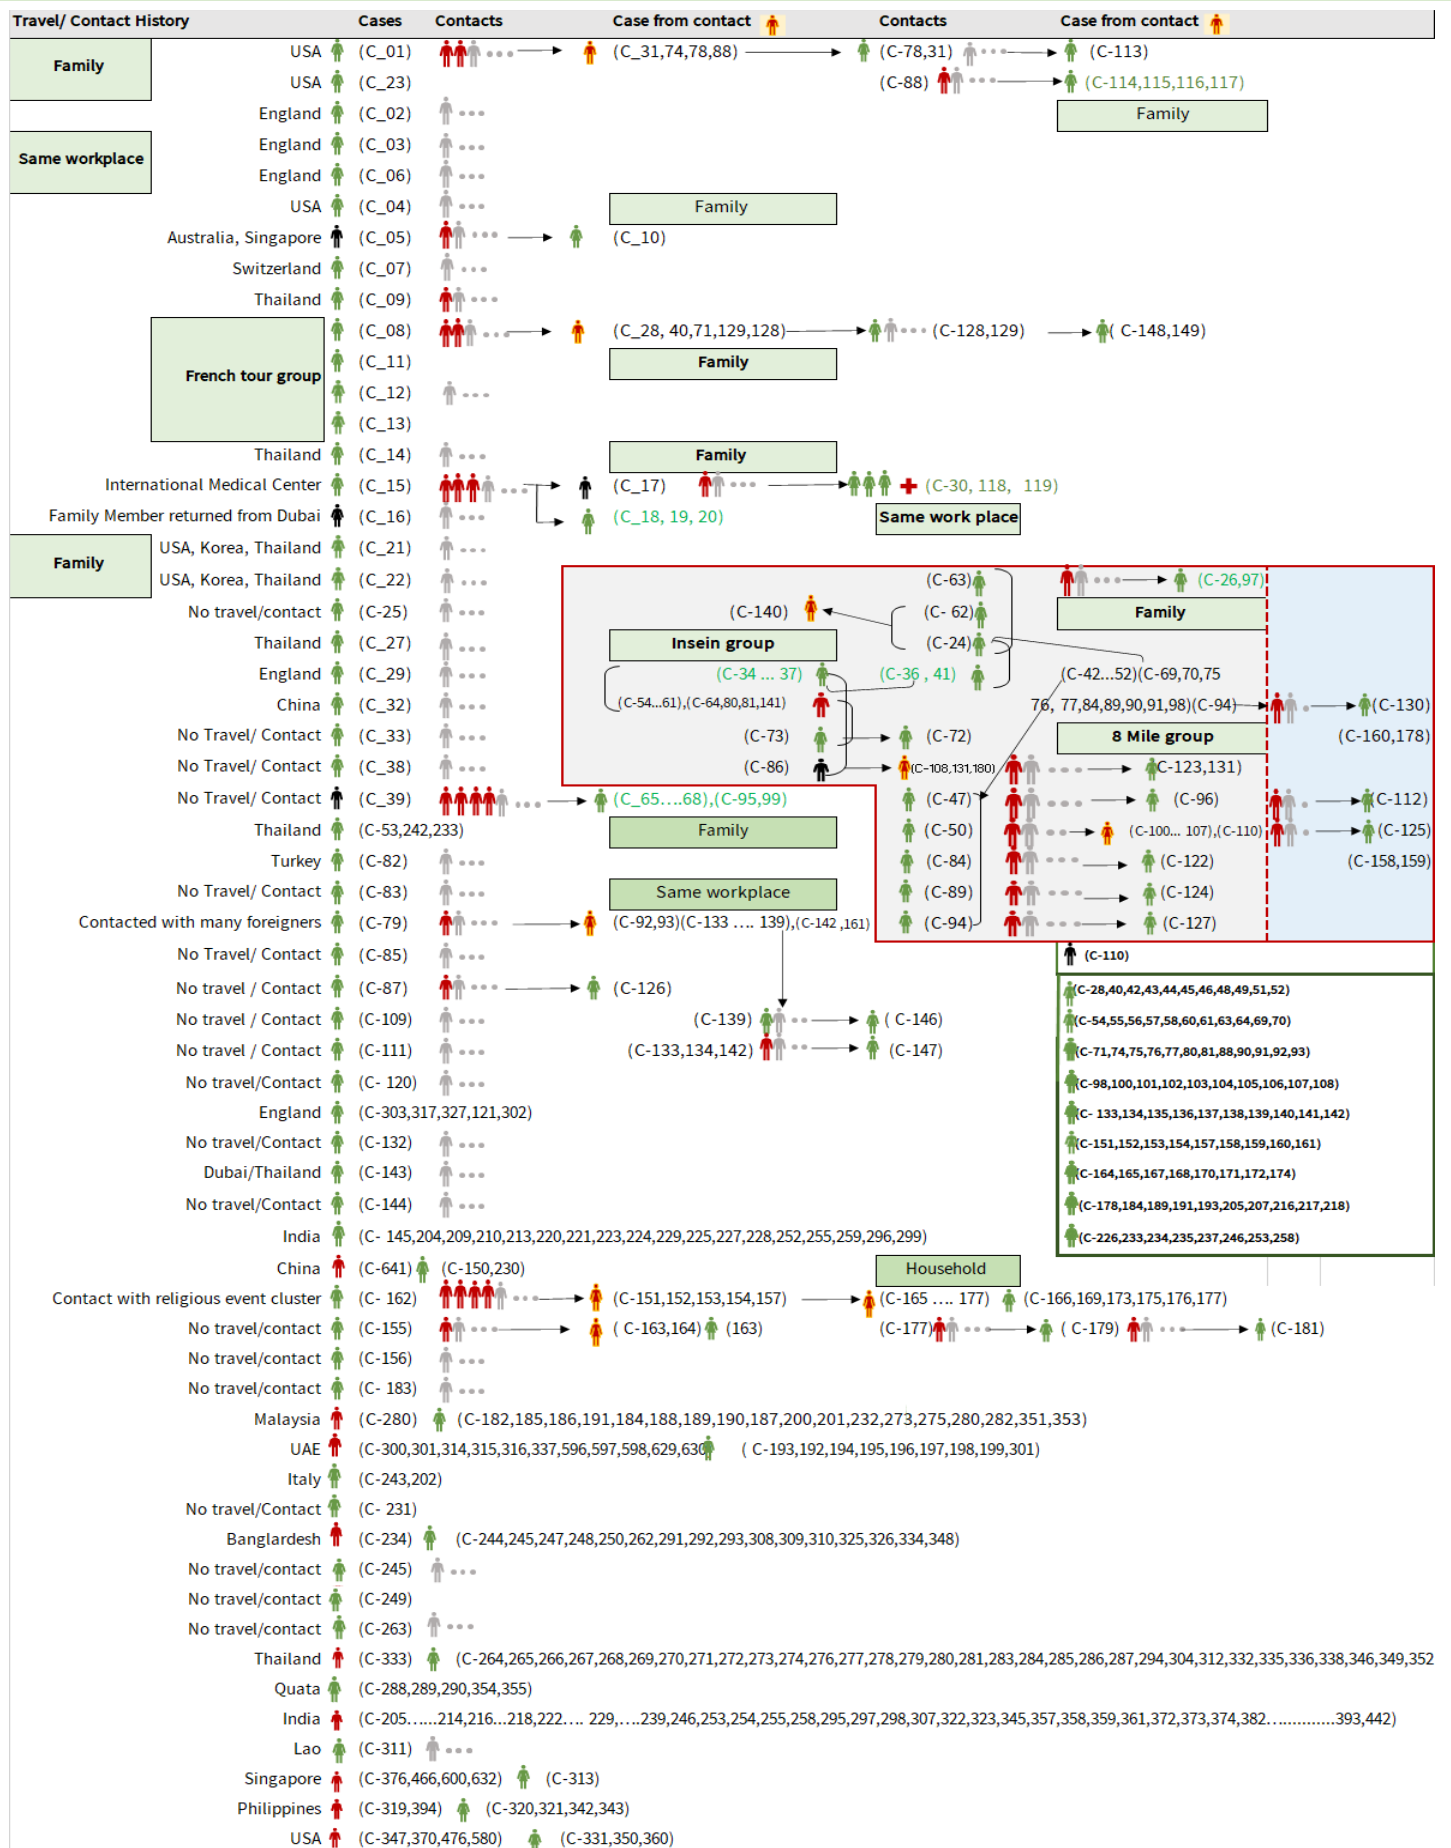 Travel/ Contact History Cases Contacts Case from contact Contacts Case from contact
Family
USA (C_01) (C_31,74,78,88) (C-78,31) (C-113)
USA (C_23) (C-88) (C-114,115,116,117)
England (C_02) Family
Same workplace
England (C_03)
England (C_06)
USA (C_04) Family
Australia, Singapore (C_05) (C_10)
Switzerland (C_07)
Thailand (C_09)
French tour group
(C_08) (C_28, 40,71,129,128) (C-128,129) ( C-148,149)
(C_11) Family
(C_12)
(C_13)
Thailand (C_14) Family
International Medical Center (C_15) (C_17) (C-30, 118, 119)
Family Member returned from Dubai (C_16) (C_18, 19, 20) Same work place
Family
USA, Korea, Thailand (C_21)
USA, Korea, Thailand (C_22) (C-63) (C-26,97)
No travel/contact (C-25) (C-140) (C- 62) Family
Thailand (C_27) Insein group (C-24)
England (C_29) (C-34 ... 37) (C-36 , 41) (C-42...52)(C-69,70,75
China (C_32) (C-54...61),(C-64,80,81,141) 76, 77,84,89,90,91,98)(C-94) (C-130)
No Travel/ Contact (C_33) (C-73) (C-72) 8 Mile group (C-160,178)
No Travel/ Contact (C_38) (C-86) (C-108,131,180) C-123,131)
No Travel/ Contact (C_39) (C_65....68),(C-95,99) (C-47) (C-96) (C-112)
Thailand (C-53,242,233) Family (C-50) (C-100... 107),(C-110) (C-125)
Turkey (C-82) (C-84) (C-122) (C-158,159)
No Travel/ Contact (C-83) Same workplace (C-89) (C-124)
Contacted with many foreigners (C-79) (C-92,93)(C-133 .... 139),(C-142 ,161) (C-94) (C-127)
No Travel/ Contact (C-85) (C-110)
No travel / Contact (C-87) (C-126) (C-28,40,42,43,44,45,46,48,49,51,52)
No travel / Contact (C-109) (C-139) ( C-146) (C-54,55,56,57,58,60,61,63,64,69,70)
No travel / Contact (C-111) (C-133,134,142) (C-147) (C-71,74,75,76,77,80,81,88,90,91,92,93)
No travel/Contact (C- 120) (C-98,100,101,102,103,104,105,106,107,108)
England (C-303,317,327,121,302) (C- 133,134,135,136,137,138,139,140,141,142)
No travel/Contact (C-132) (C-151,152,153,154,157,158,159,160,161)
Dubai/Thailand (C-143) (C-164,165,167,168,170,171,172,174)
No travel/Contact (C-144) (C-178,184,189,191,193,205,207,216,217,218)
India (C- 145,204,209,210,213,220,221,223,224,229,225,227,228,252,255,259,296,299) (C-226,233,234,235,237,246,253,258)
China (C-641) (C-150,230) Household
Contact with religious event cluster (C- 162) (C-151,152,153,154,157) (C-165 .... 177) (C-166,169,173,175,176,177)
No travel/contact (C-155) ( C-163,164) (163) (C-177) ( C-179) (C-181)
No travel/contact (C-156)
No travel/contact (C- 183)
Malaysia (C-280) (C-182,185,186,191,184,188,189,190,187,200,201,232,273,275,280,282,351,353)
UAE (C-300,301,314,315,316,337,596,597,598,629,630 ( C-193,192,194,195,196,197,198,199,301)
Italy (C-243,202)
No travel/Contact (C- 231)
Banglardesh (C-234) (C-244,245,247,248,250,262,291,292,293,308,309,310,325,326,334,348)
No travel/contact (C-245)
No travel/contact (C-249)
No travel/contact (C-263)
Thailand (C-333) (C-264,265,266,267,268,269,270,271,272,273,274,276,277,278,279,280,281,283,284,285,286,287,294,304,312,332,335,336,338,346,349,352
Quata (C-288,289,290,354,355)
India (C-205......214,216...218,222.... 229,....239,246,253,254,255,258,295,297,298,307,322,323,345,357,358,359,361,372,373,374,382................393,442)
Lao (C-311)
Singapore (C-376,466,600,632) (C-313)
Philippines (C-319,394) (C-320,321,342,343)
USA (C-347,370,476,580) (C-331,350,360)